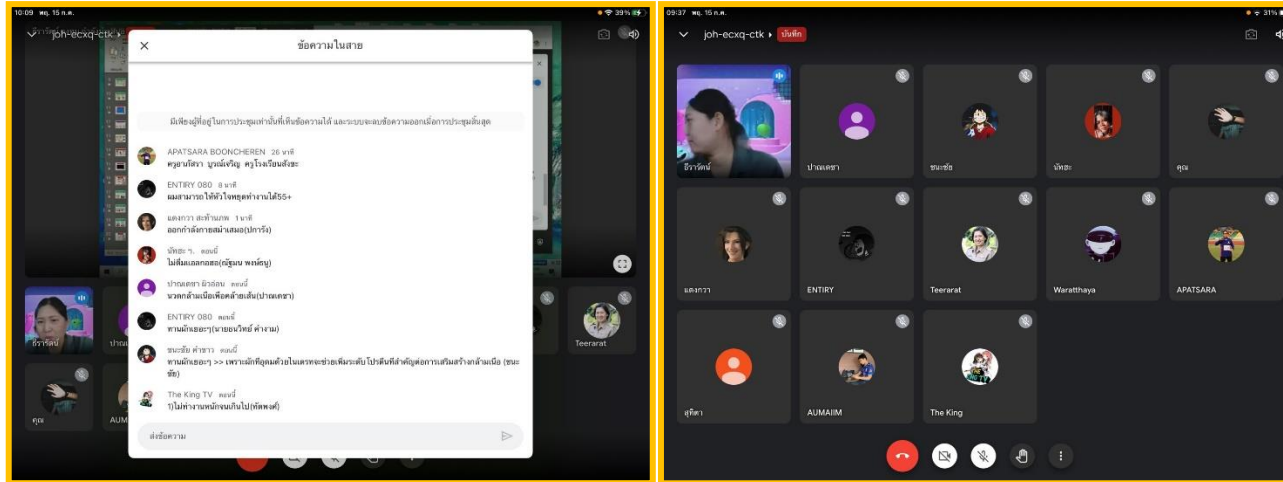 10:09 พฤ. 15 ก.ค.
39%
joh-ecxq-ctk
ข้อความในสาย
มีเพียงผู้ที่อยู่ในการประชุมเท่านั้นที่เห็นข้อความได้ และระบบจะลบข้อความออกเมื่อการประชุมสิ้นสุด
APATSARA BOONCHEREN 26 นาที
ครูอาภัสรา บูรณ์เจริญ ครูโรงเรียนสังขะ
ENTIRY 080 8 นาที
ผมสามารถให้หัวใจหยุดทำงานได้55+
แดงกวา สะท้านภพ 1 นาที
ออกกำลังกายสม่ำเสมอ(ปการัง)
นัทฮะ ๆ. ตอนนี้
ไม่ดื่มแอลกอฮอ(ณัฐมน พงษ์ธนู)
ปาณเดชา ผิวอ่อน ตอนนี้
นวดกล้ามเนื้อเพื่อคล้ายเส้น(ปาณเดชา)
ENTIRY 080 ตอนนี้
ทานผักเยอะๆ(นายธนวิทย์ คำงาม)
ชนะชัย คำขาว ตอนนี้
ทานผักเยอะๆ >> เพราะผักที่อุดมด้วยไนเตรทจะช่วยเพิ่มระดับโปรตีนที่สำคัญต่อการเสริมสร้างกล้ามเนื้อ (ชนะ
ชัย)
The King TV ตอนนี้
1)ไม่ทำงานหนักจนเกินไป(ทัตพงศ์)
ส่งข้อความ
ธีรารัตน์
ปาณ
Teerarat
คุณ
AUM
09:37 พฤ. 15 ก.ค.
31%
joh-ecxq-ctk
บันทึก
ธีรารัตน์
ปาณเดชา
ชนะชัย
นัทฮะ
คุณ
แดงกวา
ENTIRY
Teerarat
Waratthaya
APATSARA
สุทิตา
AUMAIIM
The King